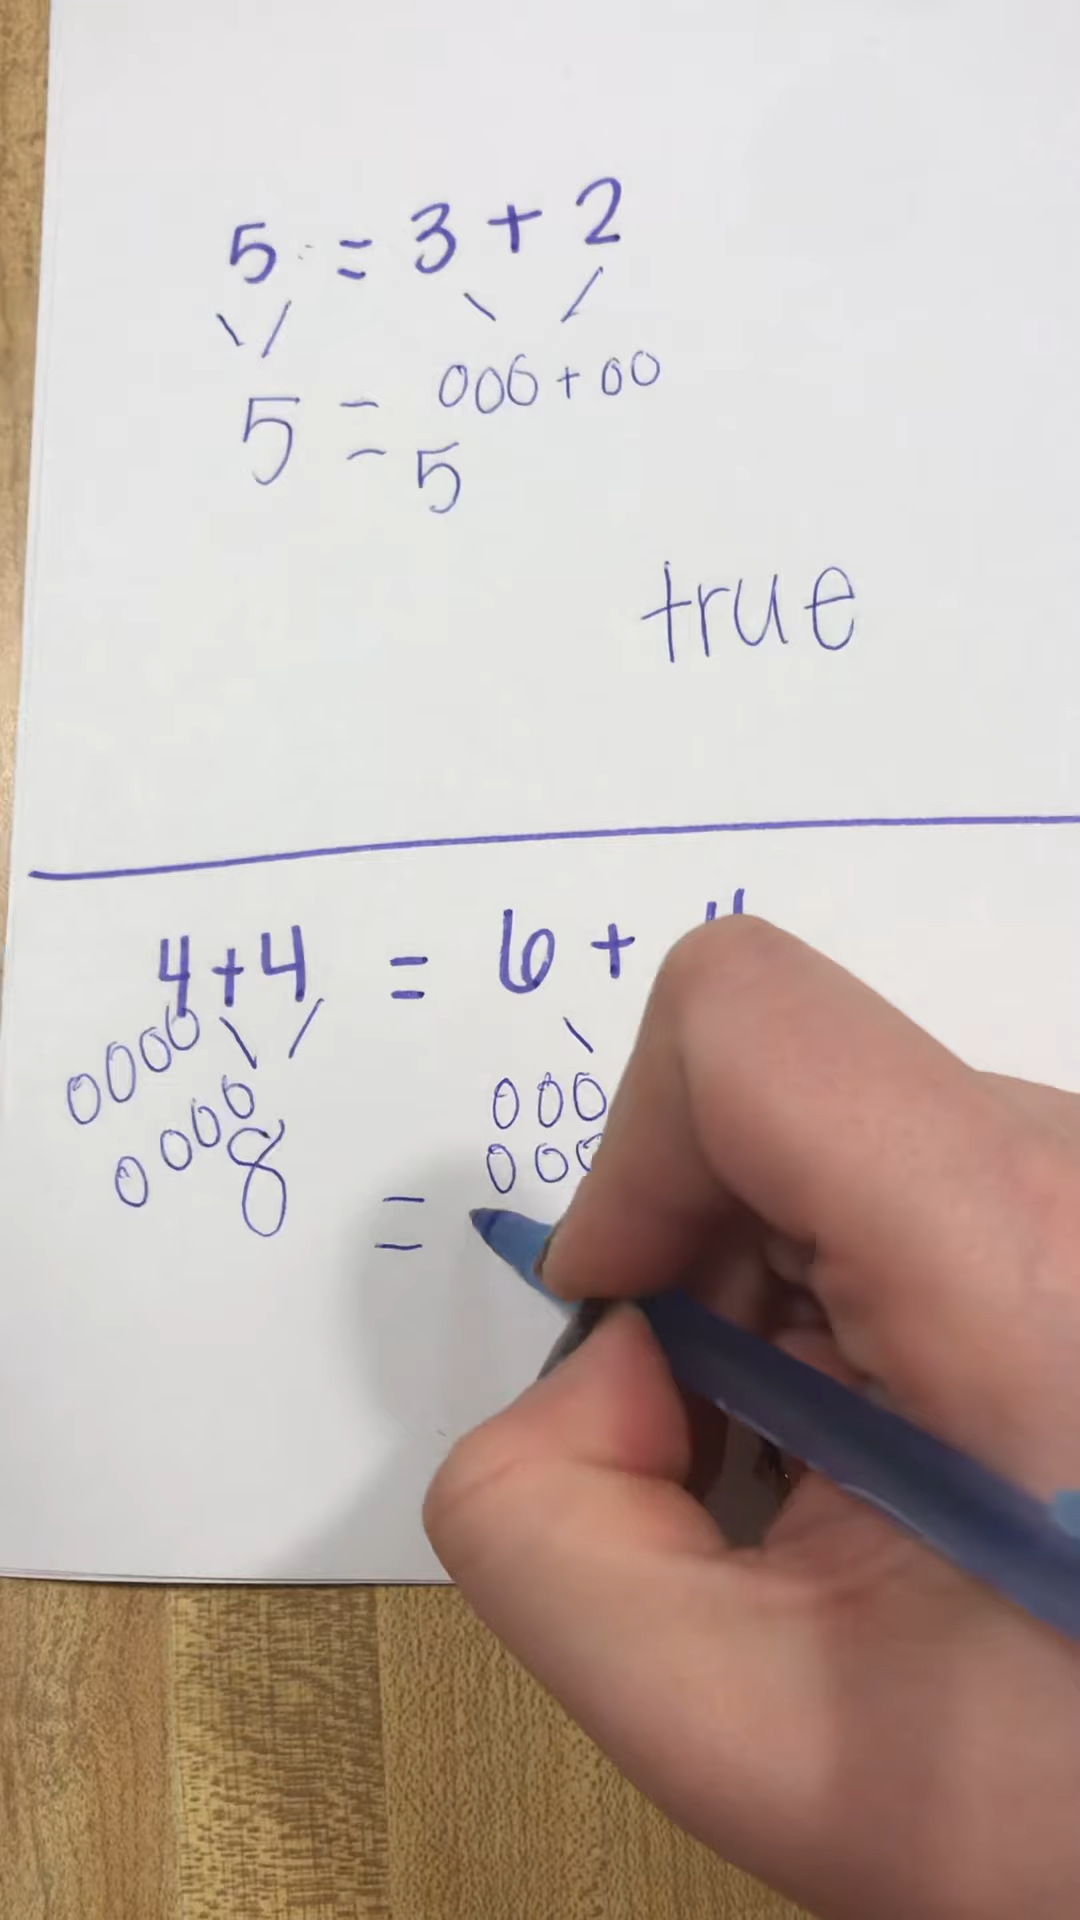 5 = 3 + 2
000 + 00
5 = 5
true
4+4 = 6 +
0000
000
0000
000
8 =